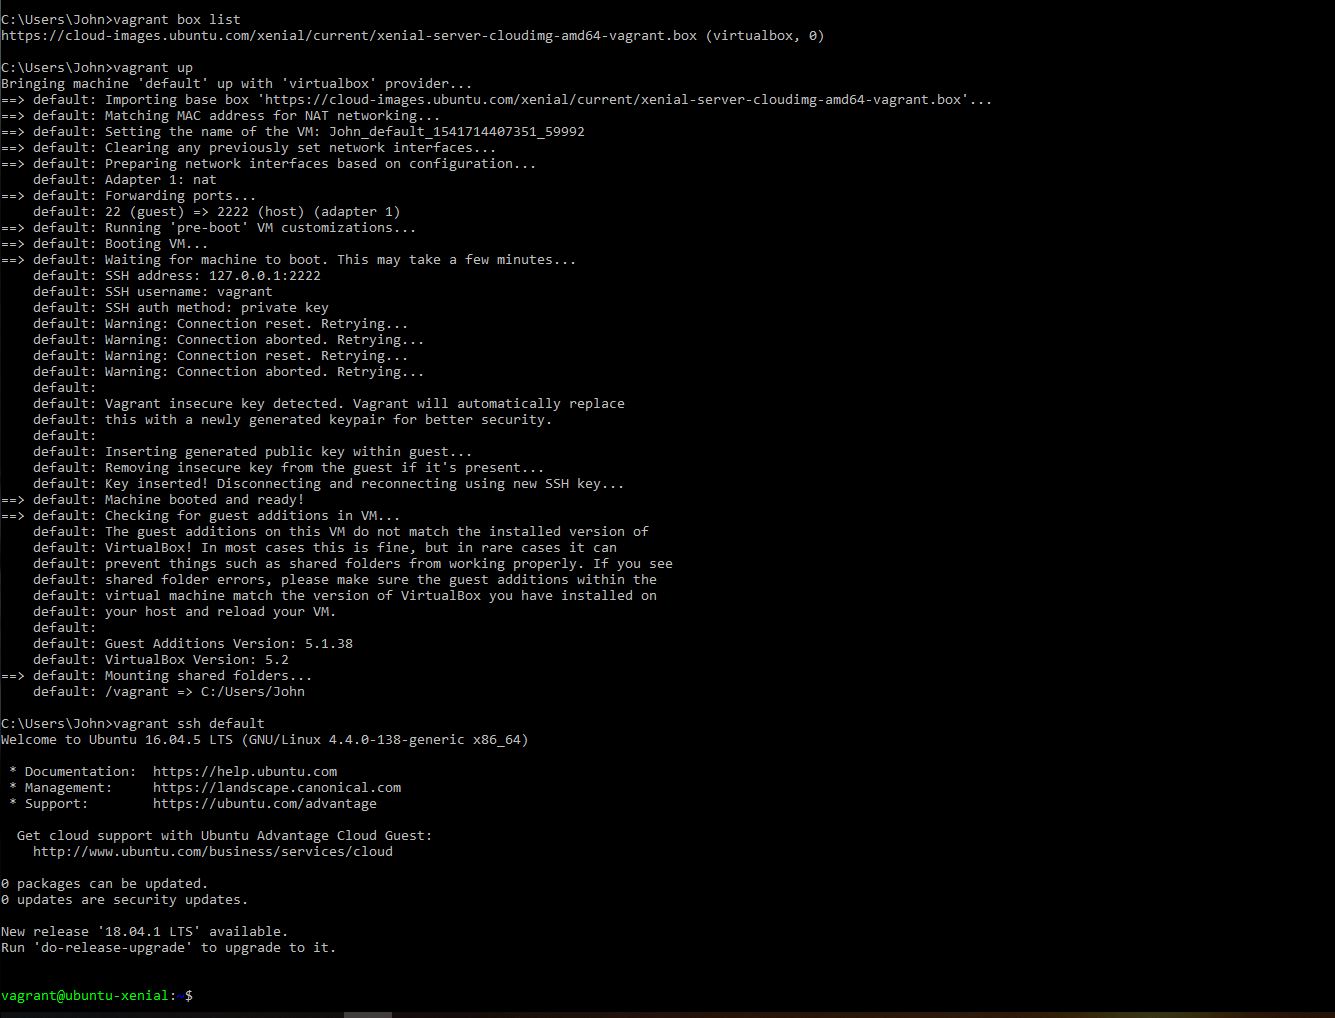 C:\Users\John>vagrant box list
https://cloud-images.ubuntu.com/xenial/current/xenial-server-cloudimg-amd64-vagrant.box (virtualbox, 0)
C:\Users\John>vagrant up
Bringing machine 'default' up with 'virtualbox' provider...
==> default: Importing base box 'https://cloud-images.ubuntu.com/xenial/current/xenial-server-cloudimg-amd64-vagrant.box'...
==> default: Matching MAC address for NAT networking...
==> default: Setting the name of the VM: John_default_1541714407351_59992
==> default: Clearing any previously set network interfaces...
==> default: Preparing network interfaces based on configuration...
    default: Adapter 1: nat
==> default: Forwarding ports...
    default: 22 (guest) => 2222 (host) (adapter 1)
==> default: Running 'pre-boot' VM customizations...
==> default: Booting VM...
==> default: Waiting for machine to boot. This may take a few minutes...
    default: SSH address: 127.0.0.1:2222
    default: SSH username: vagrant
    default: SSH auth method: private key
    default: Warning: Connection reset. Retrying...
    default: Warning: Connection aborted. Retrying...
    default: Warning: Connection reset. Retrying...
    default: Warning: Connection aborted. Retrying...
    default:
    default: Vagrant insecure key detected. Vagrant will automatically replace
    default: this with a newly generated keypair for better security.
    default:
    default: Inserting generated public key within guest...
    default: Removing insecure key from the guest if it's present...
    default: Key inserted! Disconnecting and reconnecting using new SSH key...
==> default: Machine booted and ready!
==> default: Checking for guest additions in VM...
    default: The guest additions on this VM do not match the installed version of
    default: VirtualBox! In most cases this is fine, but in rare cases it can
    default: prevent things such as shared folders from working properly. If you see
    default: shared folder errors, please make sure the guest additions within the
    default: virtual machine match the version of VirtualBox you have installed on
    default: your host and reload your VM.
    default:
    default: Guest Additions Version: 5.1.38
    default: VirtualBox Version: 5.2
==> default: Mounting shared folders...
    default: /vagrant => C:/Users/John
C:\Users\John>vagrant ssh default
Welcome to Ubuntu 16.04.5 LTS (GNU/Linux 4.4.0-138-generic x86_64)
 * Documentation:  https://help.ubuntu.com
 * Management:     https://landscape.canonical.com
 * Support:        https://ubuntu.com/advantage
  Get cloud support with Ubuntu Advantage Cloud Guest:
    http://www.ubuntu.com/business/services/cloud
0 packages can be updated.
0 updates are security updates.
New release '18.04.1 LTS' available.
Run 'do-release-upgrade' to upgrade to it.
vagrant@ubuntu-xenial:~$